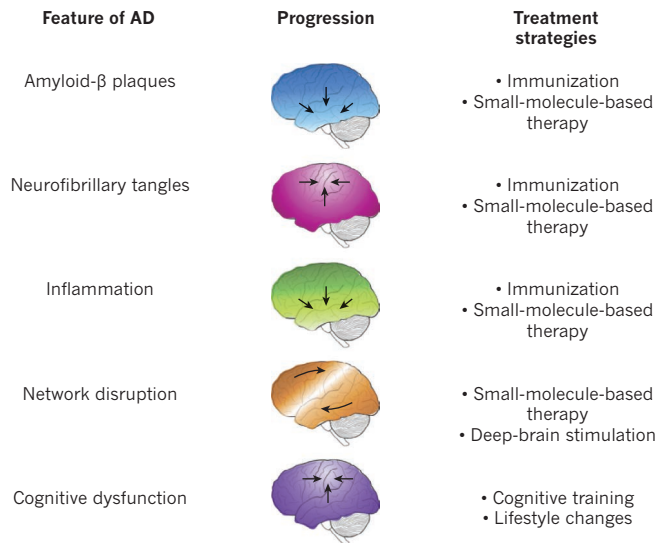 Feature of AD
Progression
Treatment
strategies
Amyloid-β plaques
• Immunization
• Small-molecule-based
therapy
Neurofibrillary tangles
• Immunization
• Small-molecule-based
therapy
Inflammation
• Immunization
• Small-molecule-based
therapy
Network disruption
• Small-molecule-based
therapy
• Deep-brain stimulation
Cognitive dysfunction
• Cognitive training
• Lifestyle changes